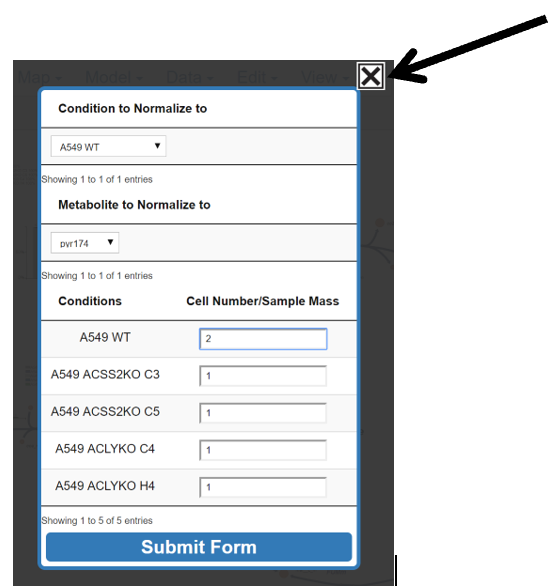 Map Model Data Edit View
Condition to Normalize to
A549 WT
Showing 1 to 1 of 1 entries
Metabolite to Normalize to
pyr174
Showing 1 to 1 of 1 entries
Conditions Cell Number/Sample Mass
A549 WT 2
A549 ACSS2KO C3 1
A549 ACSS2KO C5 1
A549 ACLYKO C4 1
A549 ACLYKO H4 1
Showing 1 to 5 of 5 entries
Submit Form